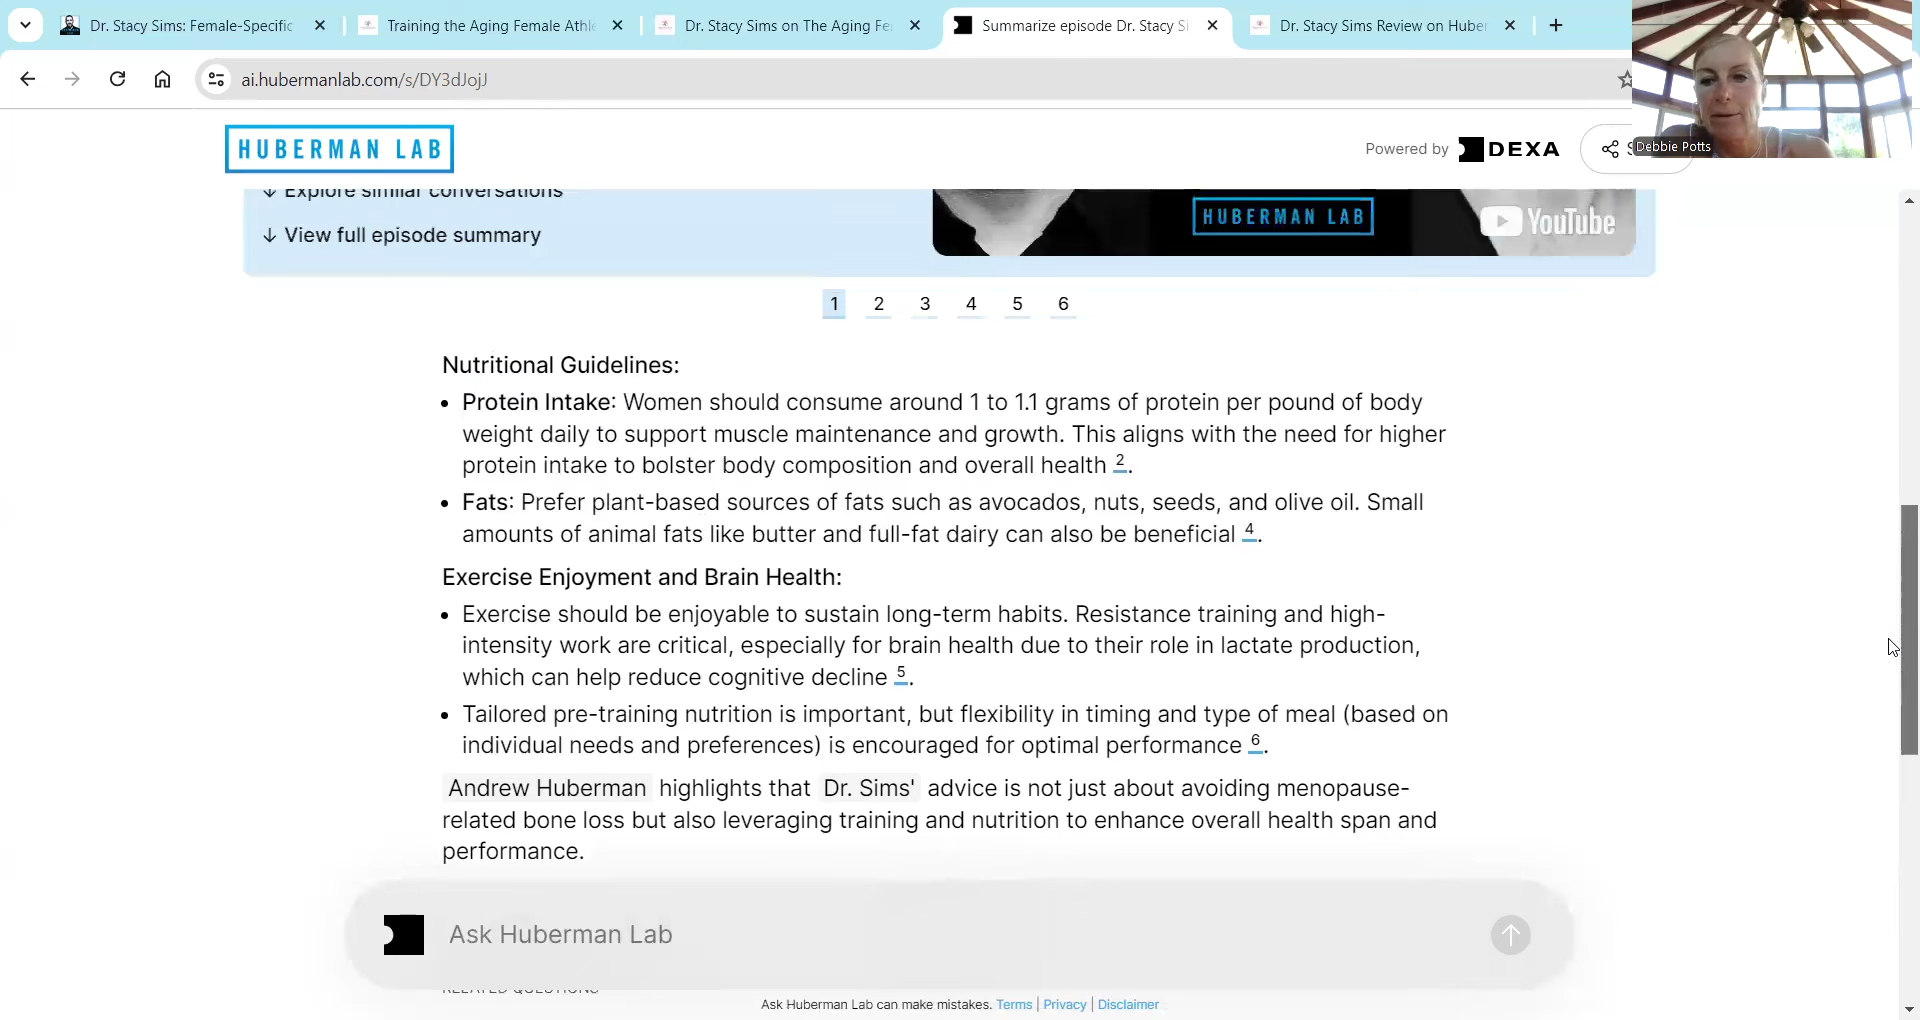 Dr. Stacy Sims: Female-Specific
Training the Aging Female Athle
Dr. Stacy Sims on The Aging Fe
Summarize episode Dr. Stacy Si
Dr. Stacy Sims Review on Huber
ai.hubermanlab.com/s/DY3dJojJ
Debbie Potts
HUBERMAN LAB
Powered by DEXA
S
Explore similar conversations
View full episode summary
HUBERMAN LAB
YouTube
1 2 3 4 5 6
Nutritional Guidelines:
• Protein Intake: Women should consume around 1 to 1.1 grams of protein per pound of body
weight daily to support muscle maintenance and growth. This aligns with the need for higher
protein intake to bolster body composition and overall health 2.
• Fats: Prefer plant-based sources of fats such as avocados, nuts, seeds, and olive oil. Small
amounts of animal fats like butter and full-fat dairy can also be beneficial 4.
Exercise Enjoyment and Brain Health:
• Exercise should be enjoyable to sustain long-term habits. Resistance training and high-
intensity work are critical, especially for brain health due to their role in lactate production,
which can help reduce cognitive decline 5.
• Tailored pre-training nutrition is important, but flexibility in timing and type of meal (based on
individual needs and preferences) is encouraged for optimal performance 6.
Andrew Huberman highlights that Dr. Sims' advice is not just about avoiding menopause-
related bone loss but also leveraging training and nutrition to enhance overall health span and
performance.
Ask Huberman Lab
RELATED QUESTIONS
Ask Huberman Lab can make mistakes. Terms | Privacy | Disclaimer